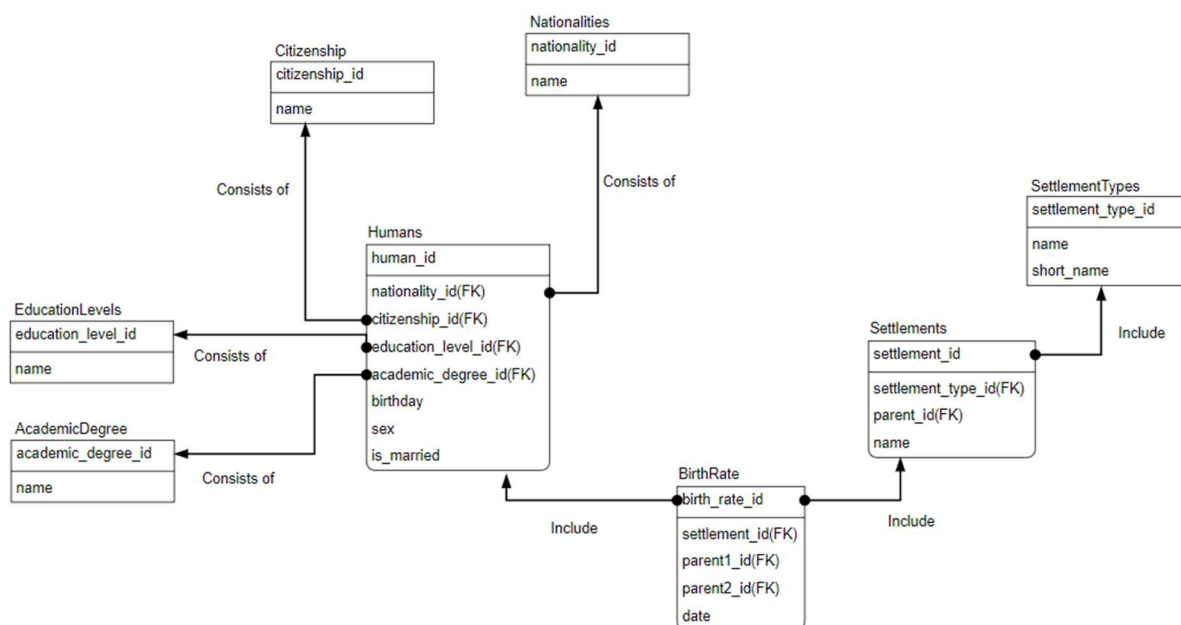 Nationalities
nationality_id
name
Citizenship
citizenship_id
name
Consists of
Consists of
SettlementTypes
settlement_type_id
name
short_name
Humans
human_id
nationality_id(FK)
citizenship_id(FK)
education_level_id(FK)
academic_degree_id(FK)
birthday
sex
is_married
EducationLevels
education_level_id
name
Consists of
Include
Settlements
settlement_id
settlement_type_id(FK)
parent_id(FK)
name
AcademicDegree
academic_degree_id
name
Consists of
BirthRate
birth_rate_id
settlement_id(FK)
parent1_id(FK)
parent2_id(FK)
date
Include
Include